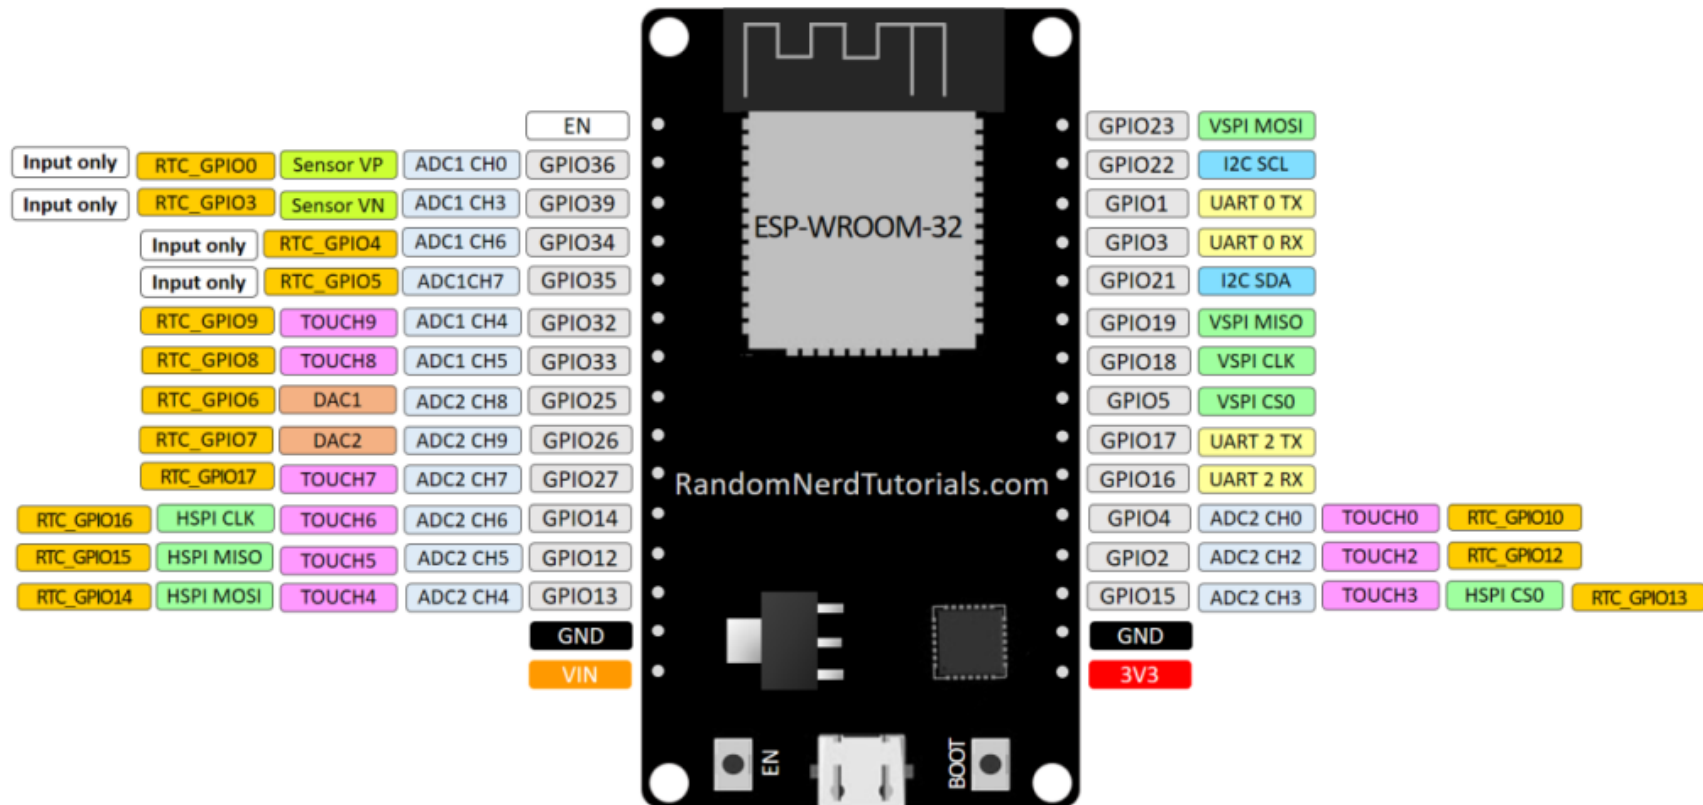 EN GPIO23 VSPI MOSI
Input only RTC_GPIO0 Sensor VP ADC1 CH0 GPIO36 GPIO22 I2C SCL
Input only RTC_GPIO3 Sensor VN ADC1 CH3 GPIO39 GPIO1 UART 0 TX
Input only RTC_GPIO4 ADC1 CH6 GPIO34 ESP-WROOM-32 GPIO3 UART 0 RX
Input only RTC_GPIO5 ADC1CH7 GPIO35 GPIO21 I2C SDA
RTC_GPIO9 TOUCH9 ADC1 CH4 GPIO32 GPIO19 VSPI MISO
RTC_GPIO8 TOUCH8 ADC1 CH5 GPIO33 GPIO18 VSPI CLK
RTC_GPIO6 DAC1 ADC2 CH8 GPIO25 GPIO5 VSPI CS0
RTC_GPIO7 DAC2 ADC2 CH9 GPIO26 GPIO17 UART 2 TX
RTC_GPIO17 TOUCH7 ADC2 CH7 GPIO27 RandomNerdTutorials.com GPIO16 UART 2 RX
RTC_GPIO16 HSPI CLK TOUCH6 ADC2 CH6 GPIO14 GPIO4 ADC2 CH0 TOUCH0 RTC_GPIO10
RTC_GPIO15 HSPI MISO TOUCH5 ADC2 CH5 GPIO12 GPIO2 ADC2 CH2 TOUCH2 RTC_GPIO12
RTC_GPIO14 HSPI MOSI TOUCH4 ADC2 CH4 GPIO13 GPIO15 ADC2 CH3 TOUCH3 HSPI CS0 RTC_GPIO13
GND GND
VIN 3V3
EN BOOT